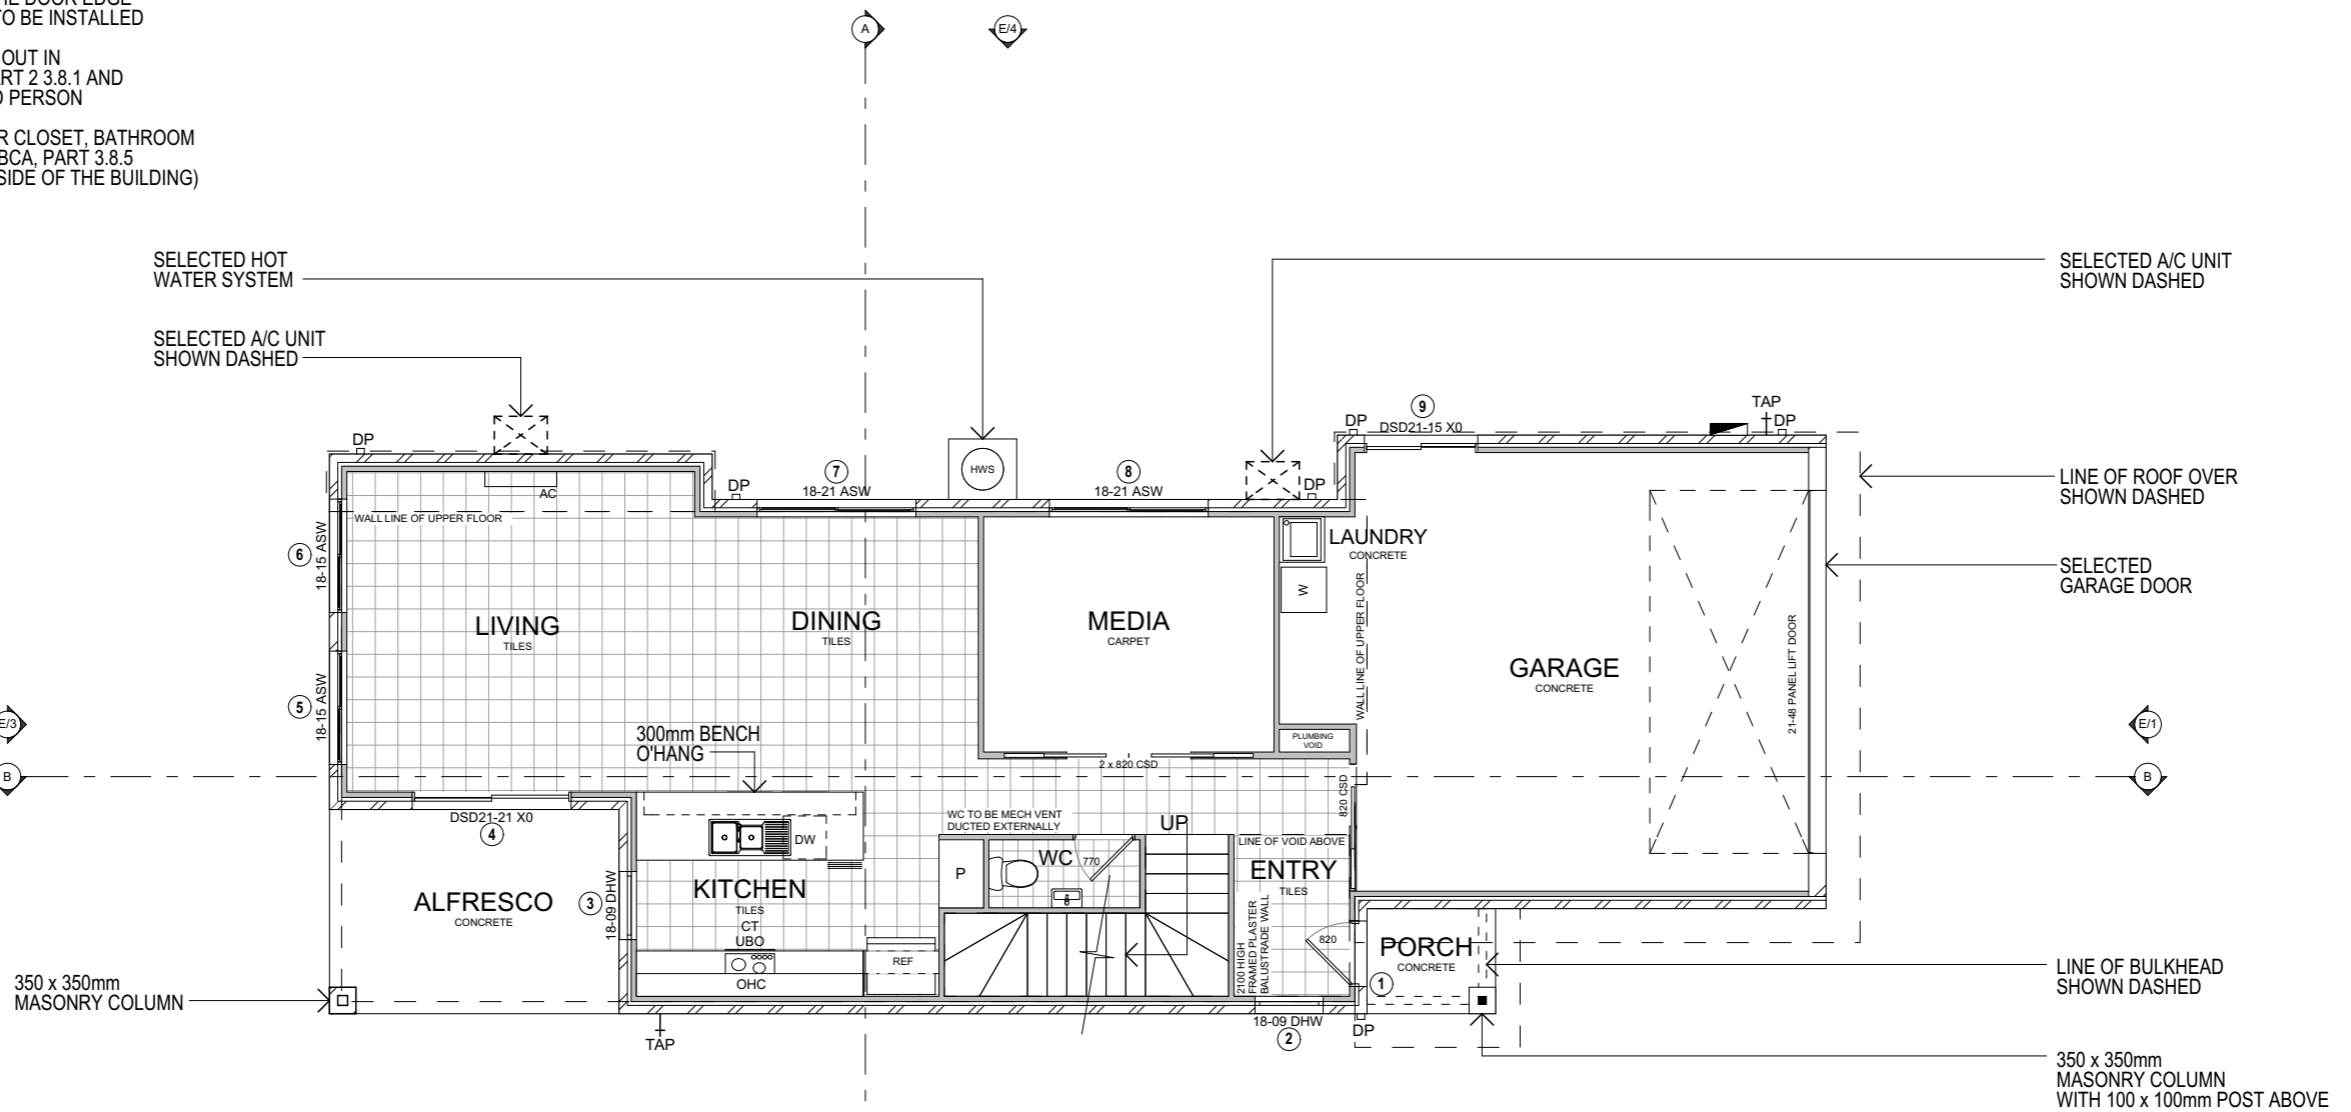 THE DOOR EDGE
TO BE INSTALLED
OUT IN
PART 2 3.8.1 AND
PERSON
CLOSET, BATHROOM
BCA, PART 3.8.5
SIDE OF THE BUILDING)
A
E/4
SELECTED HOT
WATER SYSTEM
SELECTED A/C UNIT
SHOWN DASHED
SELECTED A/C UNIT
SHOWN DASHED
LINE OF ROOF OVER
SHOWN DASHED
SELECTED
GARAGE DOOR
DP
DP
7
18-21 ASW
HWS
8
18-21 ASW
DP
DP
9
DSD21-15 X0
TAP
DP
AC
WALL LINE OF UPPER FLOOR
6
18-15 ASW
5
18-15 ASW
LIVING
TILES
DINING
TILES
MEDIA
CARPET
LAUNDRY
CONCRETE
W
WALL LINE OF UPPER FLOOR
GARAGE
CONCRETE
21-48 PANEL LIFT DOOR
PLUMBING
VOID
2 x 820 CSD
820 CSD
E/3
B
E/1
B
300mm BENCH
O'HANG
DSD21-21 X0
4
DW
WC TO BE MECH VENT
DUCTED EXTERNALLY
UP
LINE OF VOID ABOVE
ENTRY
TILES
P
WC
770
KITCHEN
TILES
CT
UBO
OHC
REF
ALFRESCO
CONCRETE
3
18-09 DHW
2100 HIGH
FRAMED PLASTER
BALUSTRADE WALL
820
1
PORCH
CONCRETE
LINE OF BULKHEAD
SHOWN DASHED
350 x 350mm
MASONRY COLUMN
TAP
18-09 DHW
2
DP
350 x 350mm
MASONRY COLUMN
WITH 100 x 100mm POST ABOVE